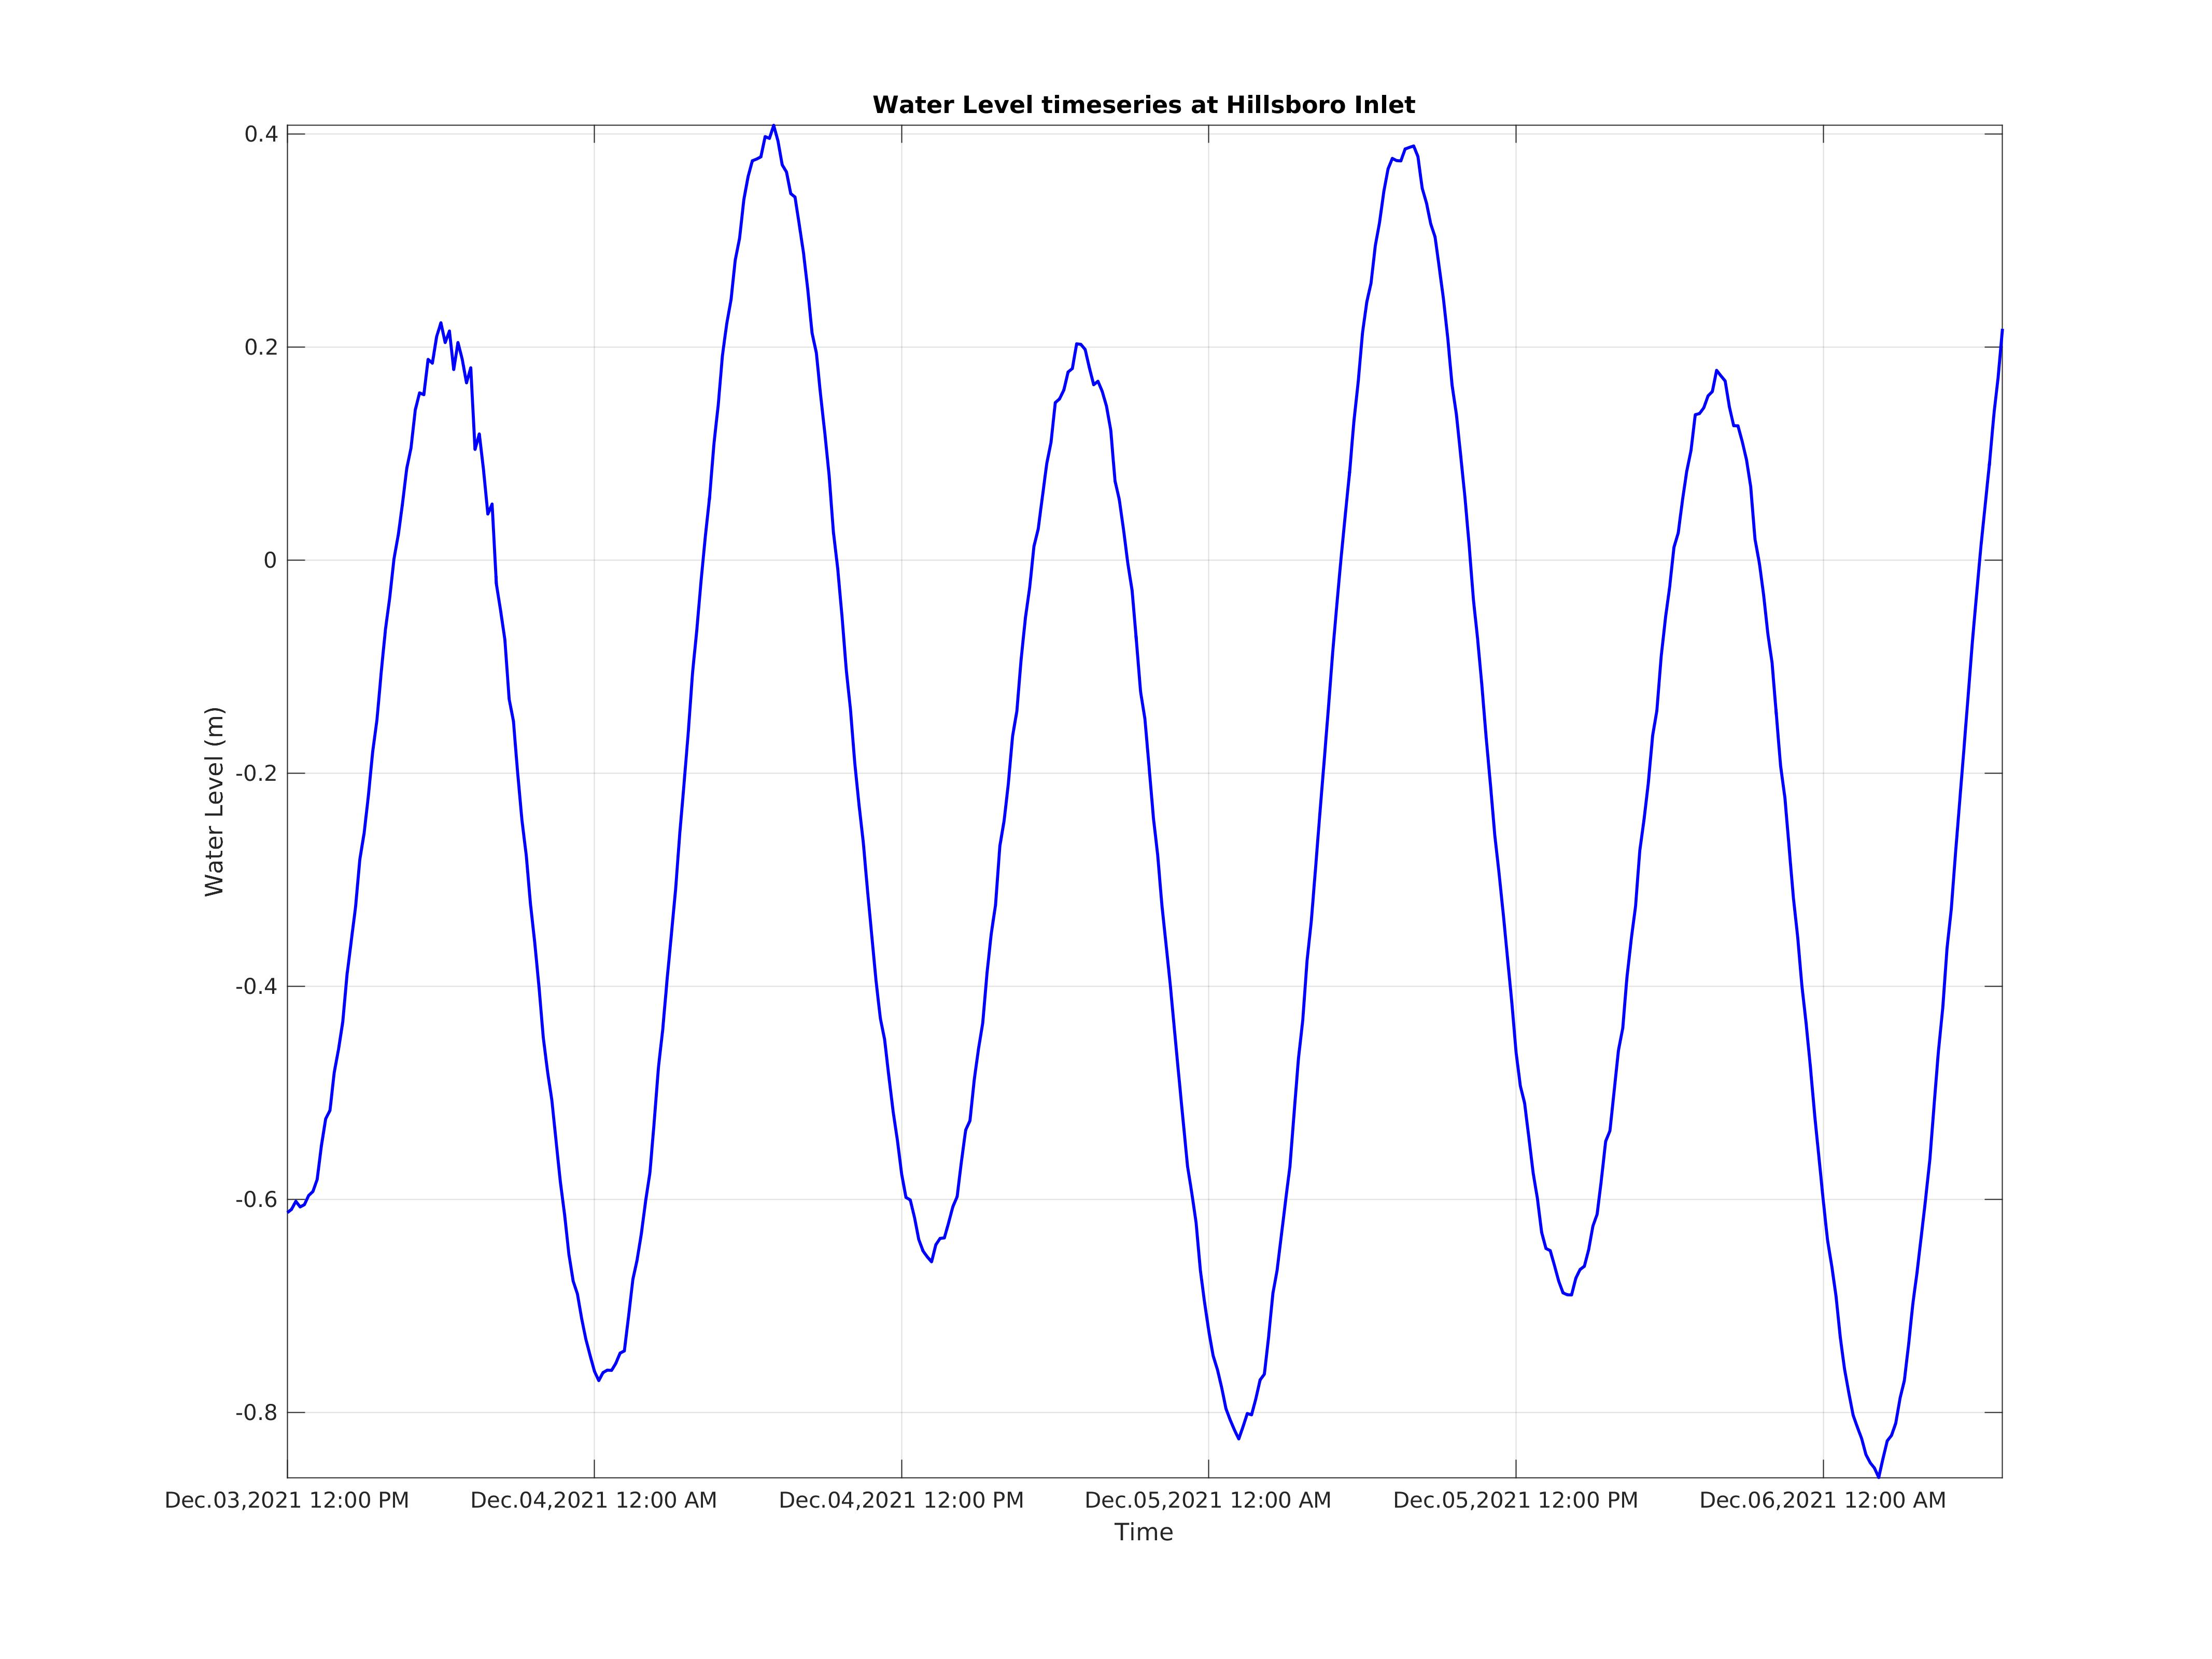 Water Level timeseries at Hillsboro Inlet
0.4
0.2
0
-0.2
-0.4
-0.6
-0.8
Water Level (m)
Dec.03,2021 12:00 PM
Dec.04,2021 12:00 AM
Dec.04,2021 12:00 PM
Dec.05,2021 12:00 AM
Dec.05,2021 12:00 PM
Dec.06,2021 12:00 AM
Time